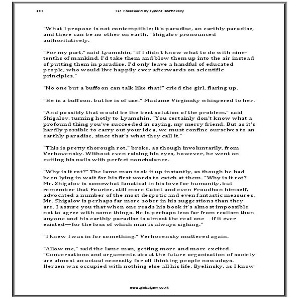 "What I propose is not contemptible; it's paradise, an earthly paradise,
and there can be no other on earth," Shigalov pronounced
authoritatively.
"For my part," said Lyamshin, "if I didn't know what to do with nine-
tenths of mankind, I'd take them and blow them up into the air instead
of putting them in paradise. I'd only leave a handful of educated
people, who would live happily ever afterwards on scientific
principles."
"No one but a buffoon can talk like that!" cried the girl, flaring up.
"He is a buffoon, but he is of use," Madame Virginsky whispered to her.
"And possibly that would be the best solution of the problem," said
Shigalov, turning hotly to Lyamshin. "You certainly don't know what a
profound thing you've succeeded in saying, my merry friend. But as it's
hardly possible to carry out your idea, we must confine ourselves to an
earthly paradise, since that's what they call it."
"This is pretty thorough rot," broke, as though involuntarily, from
Verhovensky. Without even raising his eyes, however, he went on
cutting his nails with perfect nonchalance.
"Why is it rot?" The lame man took it up instantly, as though he had
been lying in wait for his first words to catch at them. "Why is it rot?
Mr. Shigalov is somewhat fanatical in his love for humanity, but
remember that Fourier, still more Cabet and even Proudhon himself,
advocated a number of the most despotic and even fantastic measures.
Mr. Shigalov is perhaps far more sober in his suggestions than they
are. I assure you that when one reads his book it's almost impossible
not to agree with some things. He is perhaps less far from realism than
anyone and his earthly paradise is almost the real one—if it ever
existed—for the loss of which man is always sighing."
"I knew I was in for something," Verhovensky muttered again.
"Allow me," said the lame man, getting more and more excited.
"Conversations and arguments about the future organisation of society
are almost an actual necessity for all thinking people nowadays.
Herzen was occupied with nothing else all his life. Byelinsky, as I know